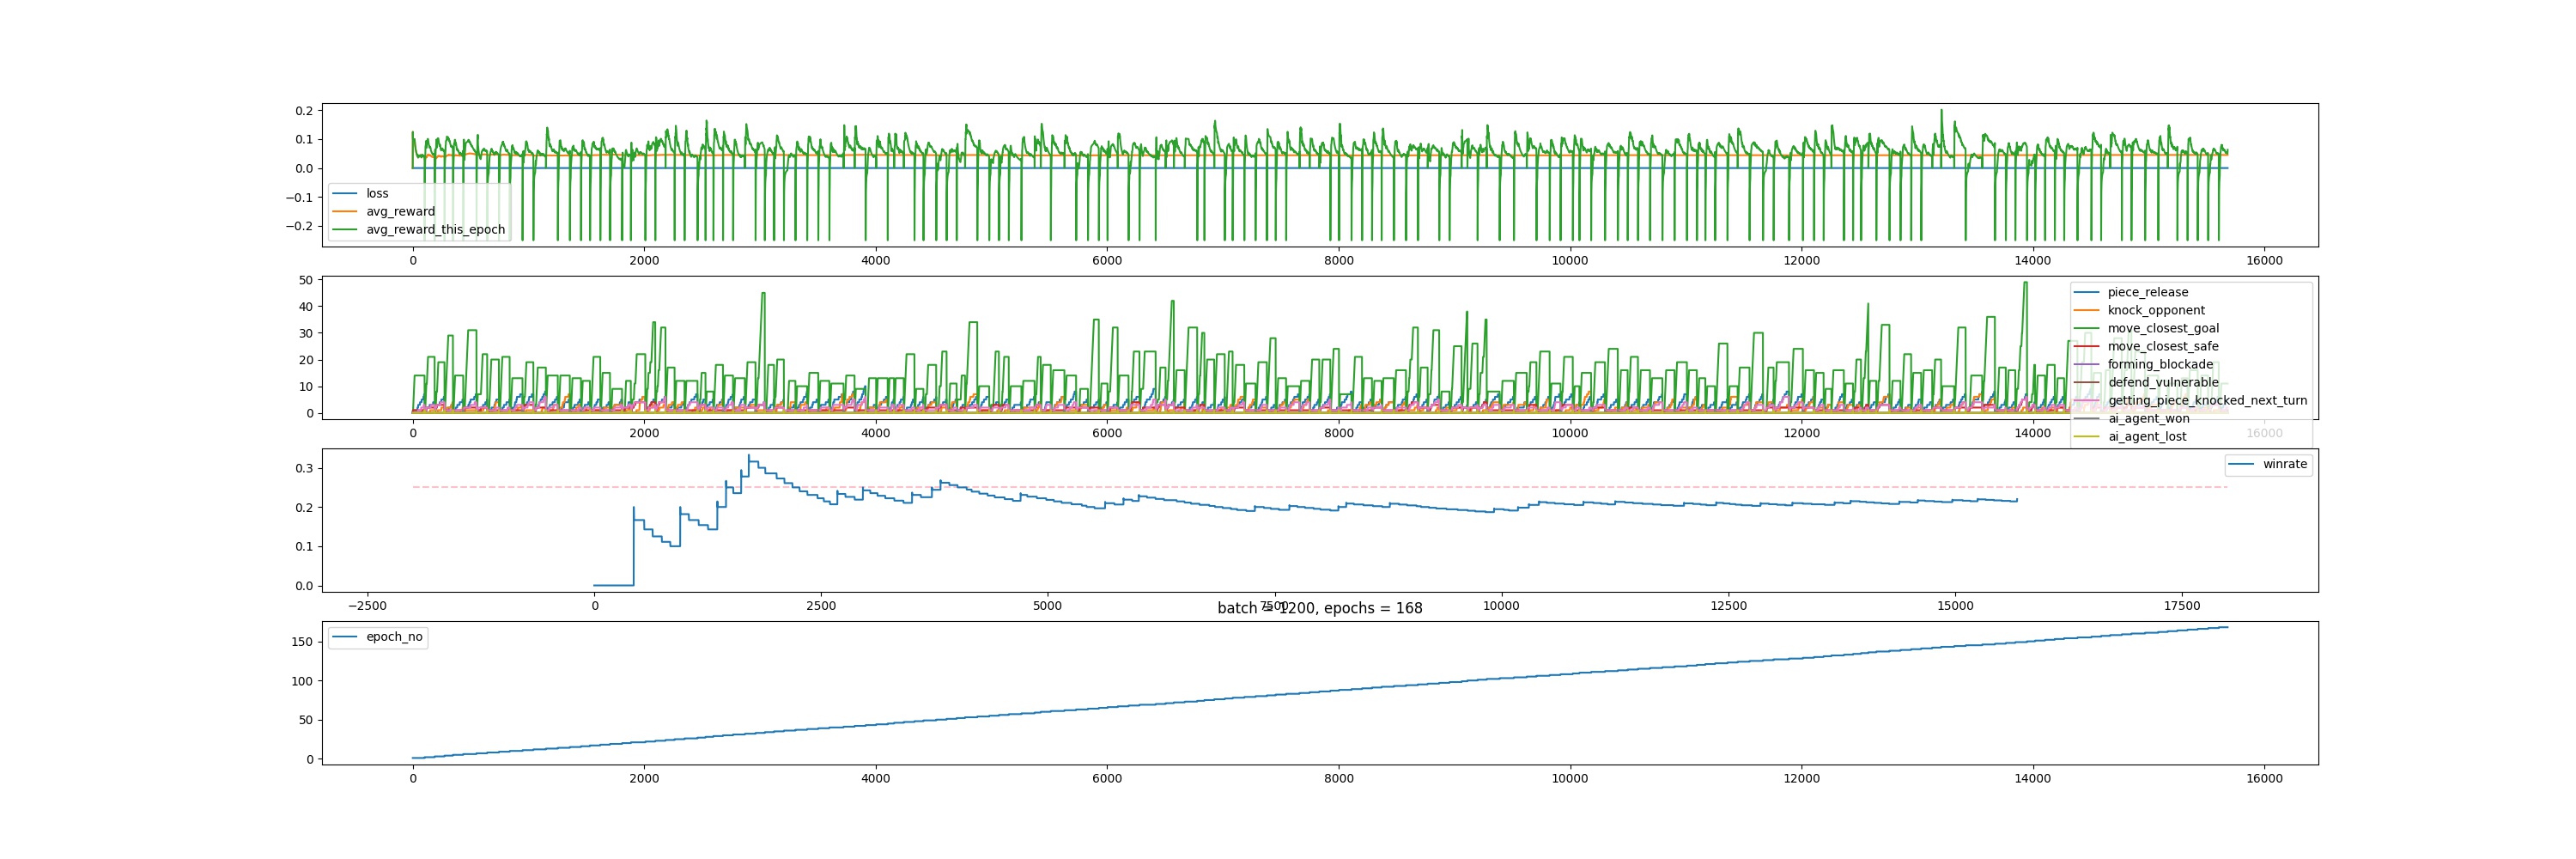 0.2
0.1
0.0
−0.1
−0.2
loss
avg_reward
avg_reward_this_epoch
0 2000 4000 6000 8000 10000 12000 14000 16000
50
40
30
20
10
0
piece_release
knock_opponent
move_closest_goal
move_closest_safe
forming_blockade
defend_vulnerable
getting_piece_knocked_next_turn
ai_agent_won
ai_agent_lost
0 2000 4000 6000 8000 10000 12000 14000 16000
0.3
0.2
0.1
0.0
winrate
−2500 0 2500 5000 7500 10000 12500 15000 17500
batch = 1200, epochs = 168
150
100
50
0
epoch_no
0 2000 4000 6000 8000 10000 12000 14000 16000